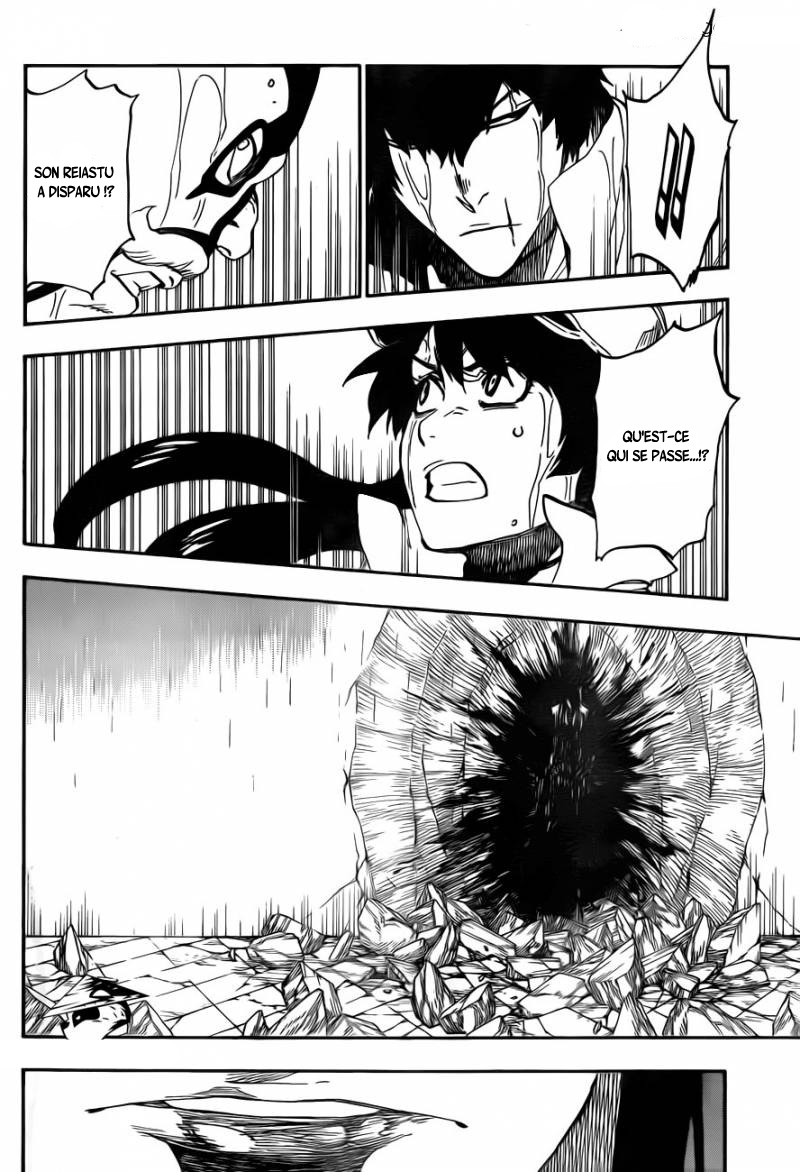 SON REIASTU
A DISPARU !?
!!
QU'EST-CE
QUI SE PASSE...!?